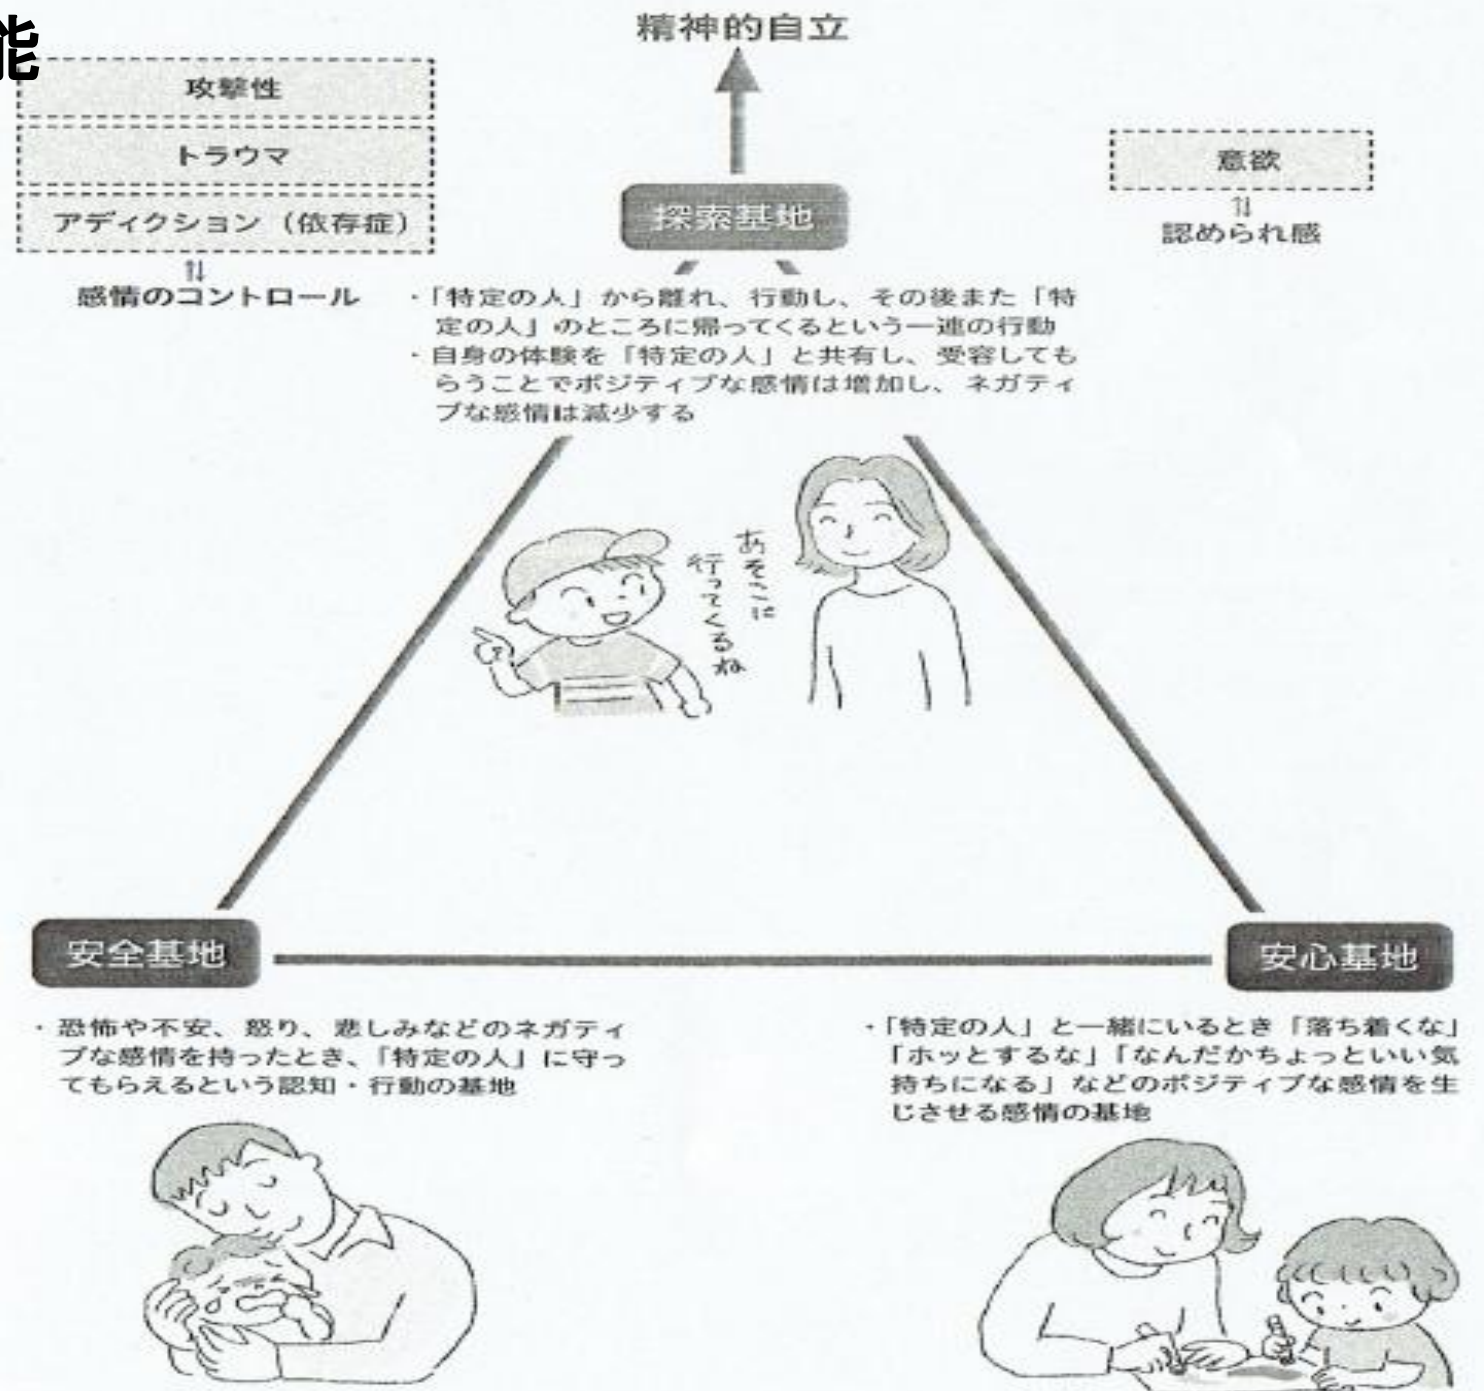 能
精神的自立
攻撃性
トラウマ
アディクション（依存症）
⇅
感情のコントロール
意欲
⇅
認められ感
探索基地
・「特定の人」から離れ、行動し、その後また「特
定の人」のところに帰ってくるという一連の行動
・自身の体験を「特定の人」と共有し、受容しても
らうことでポジティブな感情は増加し、ネガティ
ブな感情は減少する
あそこに
行ってくるね
安全基地
・恐怖や不安、怒り、悲しみなどのネガティ
ブな感情を持ったとき、「特定の人」に守っ
てもらえるという認知・行動の基地
安心基地
・「特定の人」と一緒にいるとき「落ち着くな」
「ホッとするな」「なんだかちょっといい気
持ちになる」などのポジティブな感情を生
じさせる感情の基地